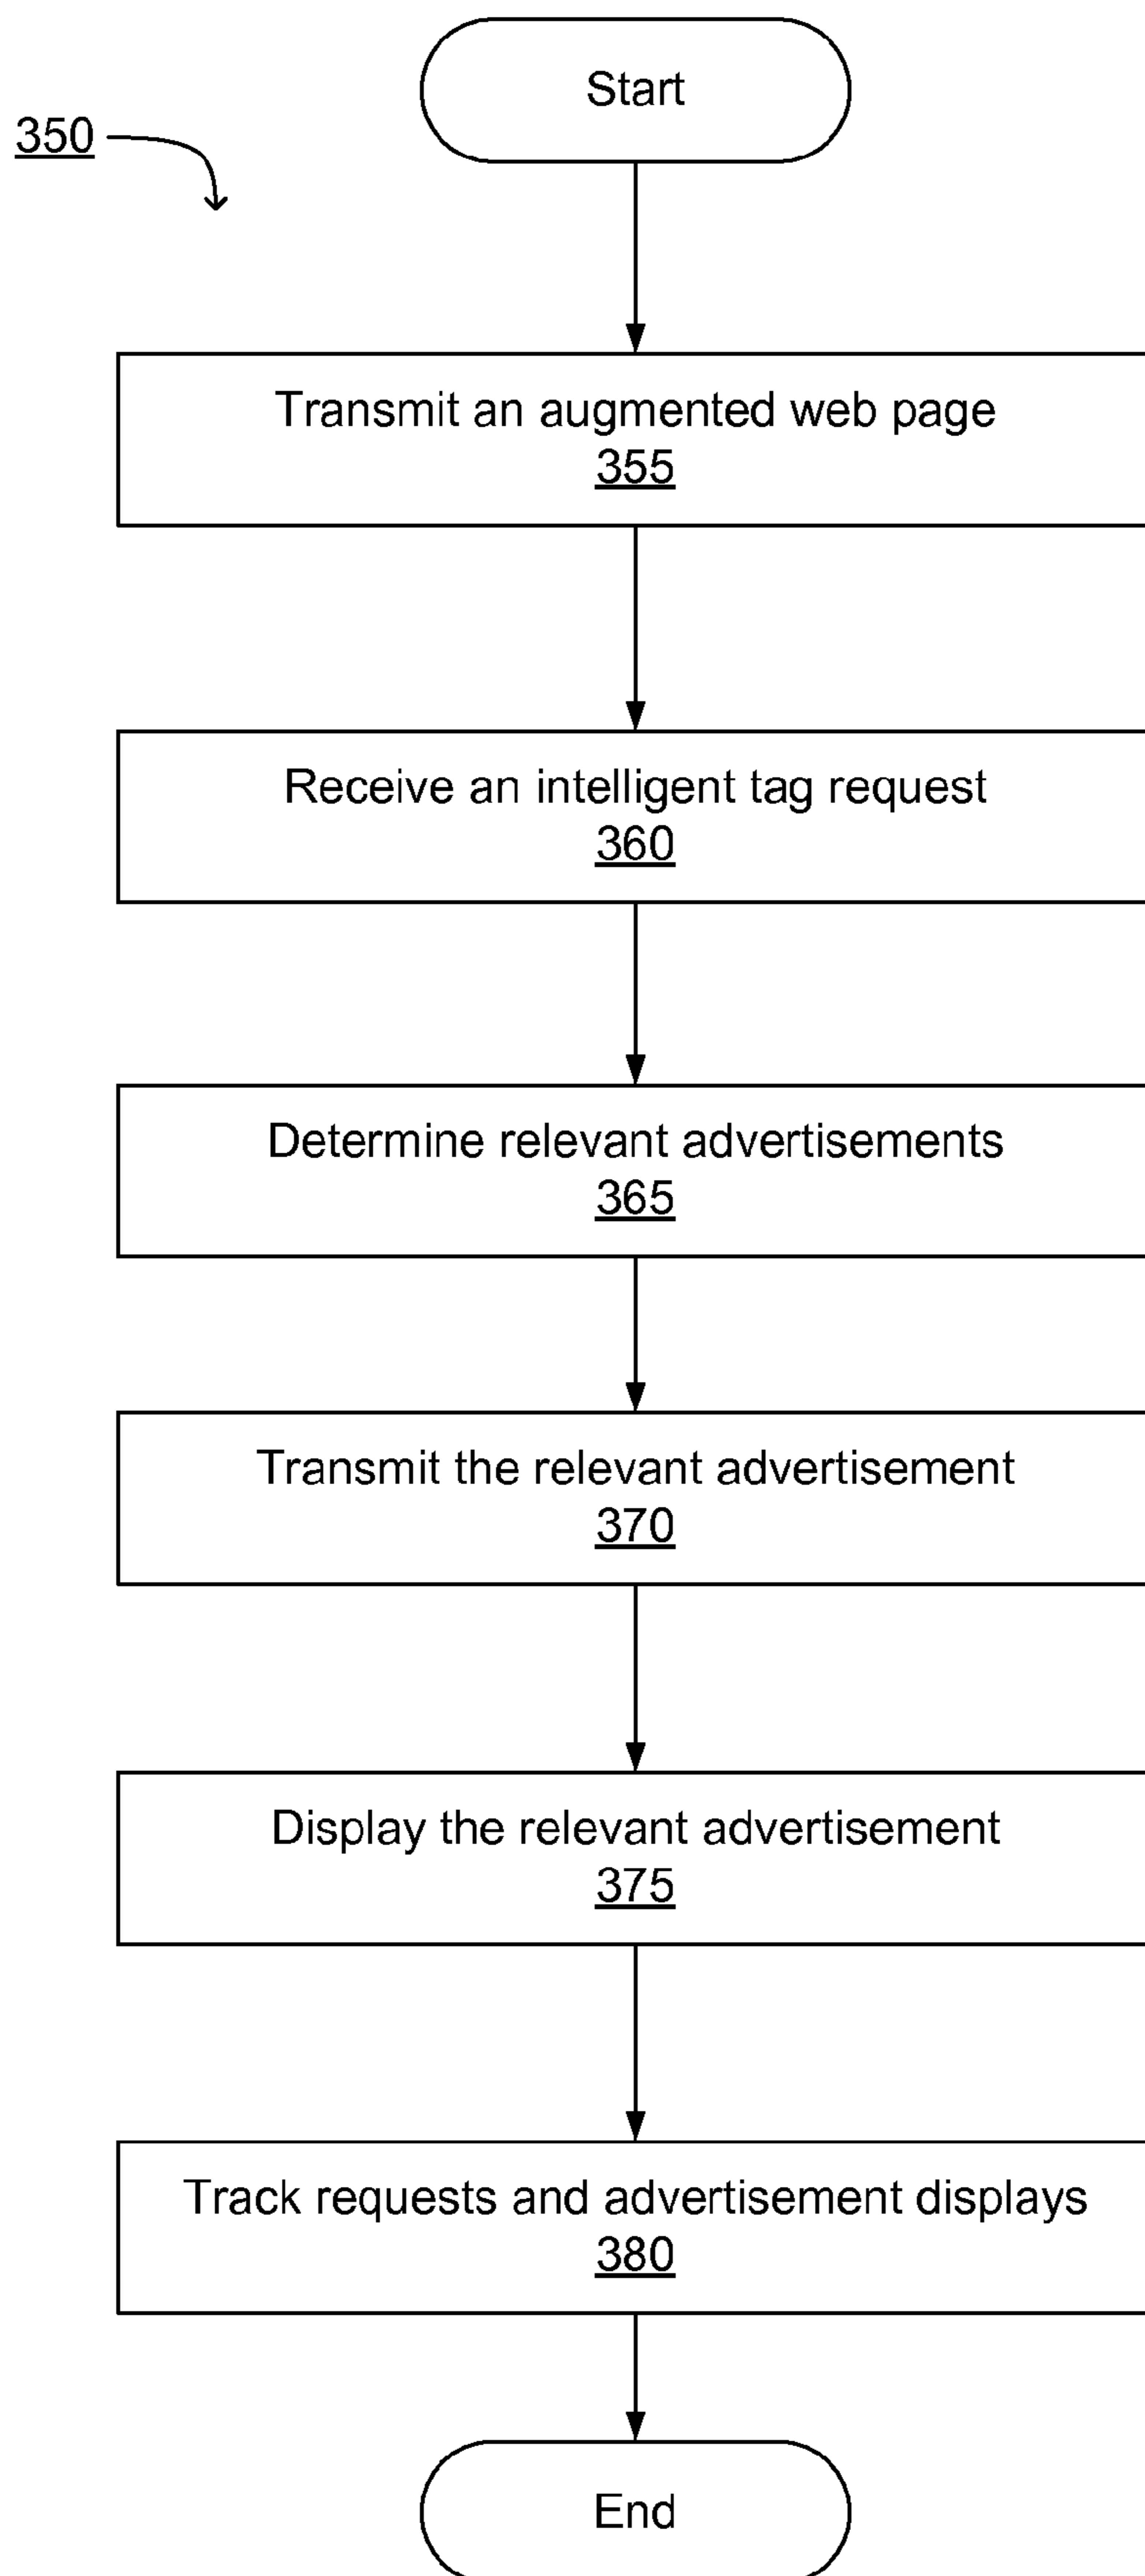 Start
350
Transmit an augmented web page
355
Receive an intelligent tag request
360
Determine relevant advertisements
365
Transmit the relevant advertisement
370
Display the relevant advertisement
375
Track requests and advertisement displays
380
End